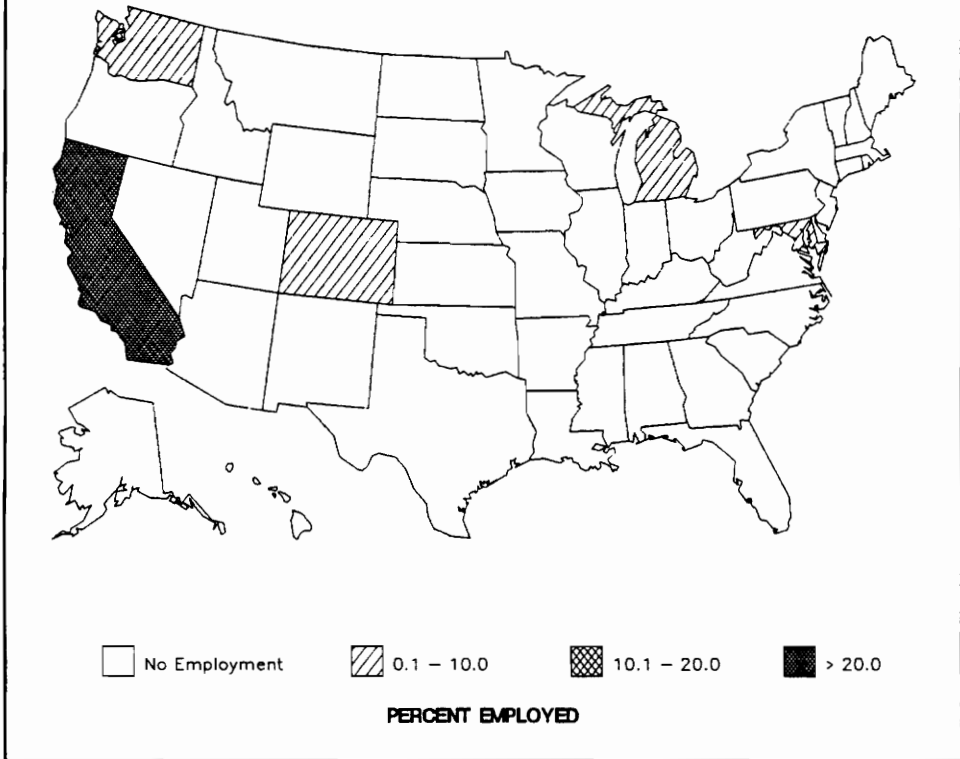 No Employment 0.1 – 10.0 10.1 – 20.0 > 20.0
PERCENT EMPLOYED